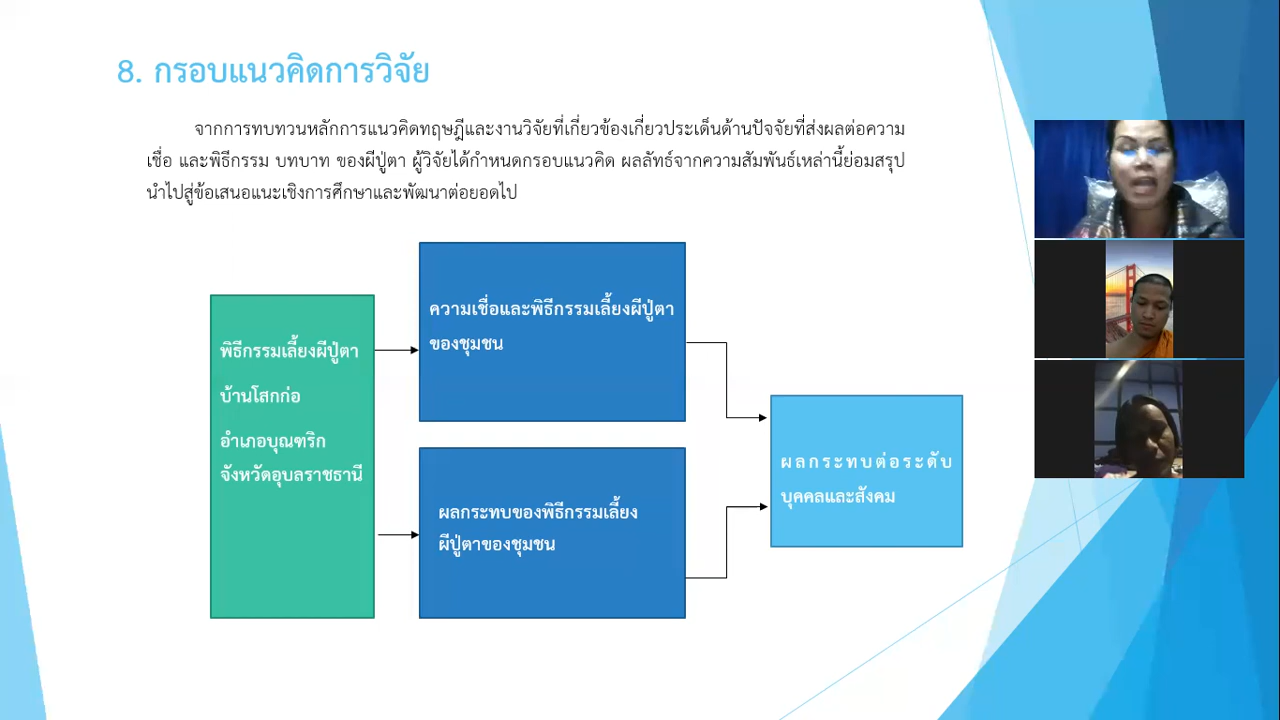 8. กรอบแนวคิดการวิจัย
จากการทบทวนหลักการแนวคิดทฤษฎีและงานวิจัยที่เกี่ยวข้องเกี่ยวประเด็นด้านปัจจัยที่ส่งผลต่อความ
เชื่อ และพิธีกรรม บทบาท ของผีปู่ตา ผู้วิจัยได้กำหนดกรอบแนวคิด ผลลัทธ์จากความสัมพันธ์เหล่านี้ย่อมสรุป
นำไปสู่ข้อเสนอแนะเชิงการศึกษาและพัฒนาต่อยอดไป
พิธีกรรมเลี้ยงผีปู่ตา
บ้านโสกก่อ
อำเภอบุณฑริก
จังหวัดอุบลราชธานี
ความเชื่อและพิธีกรรมเลี้ยงผีปู่ตา
ของชุมชน
ผลกระทบของพิธีกรรมเลี้ยง
ผีปู่ตาของชุมชน
ผลกระทบต่อระดับ
บุคคลและสังคม